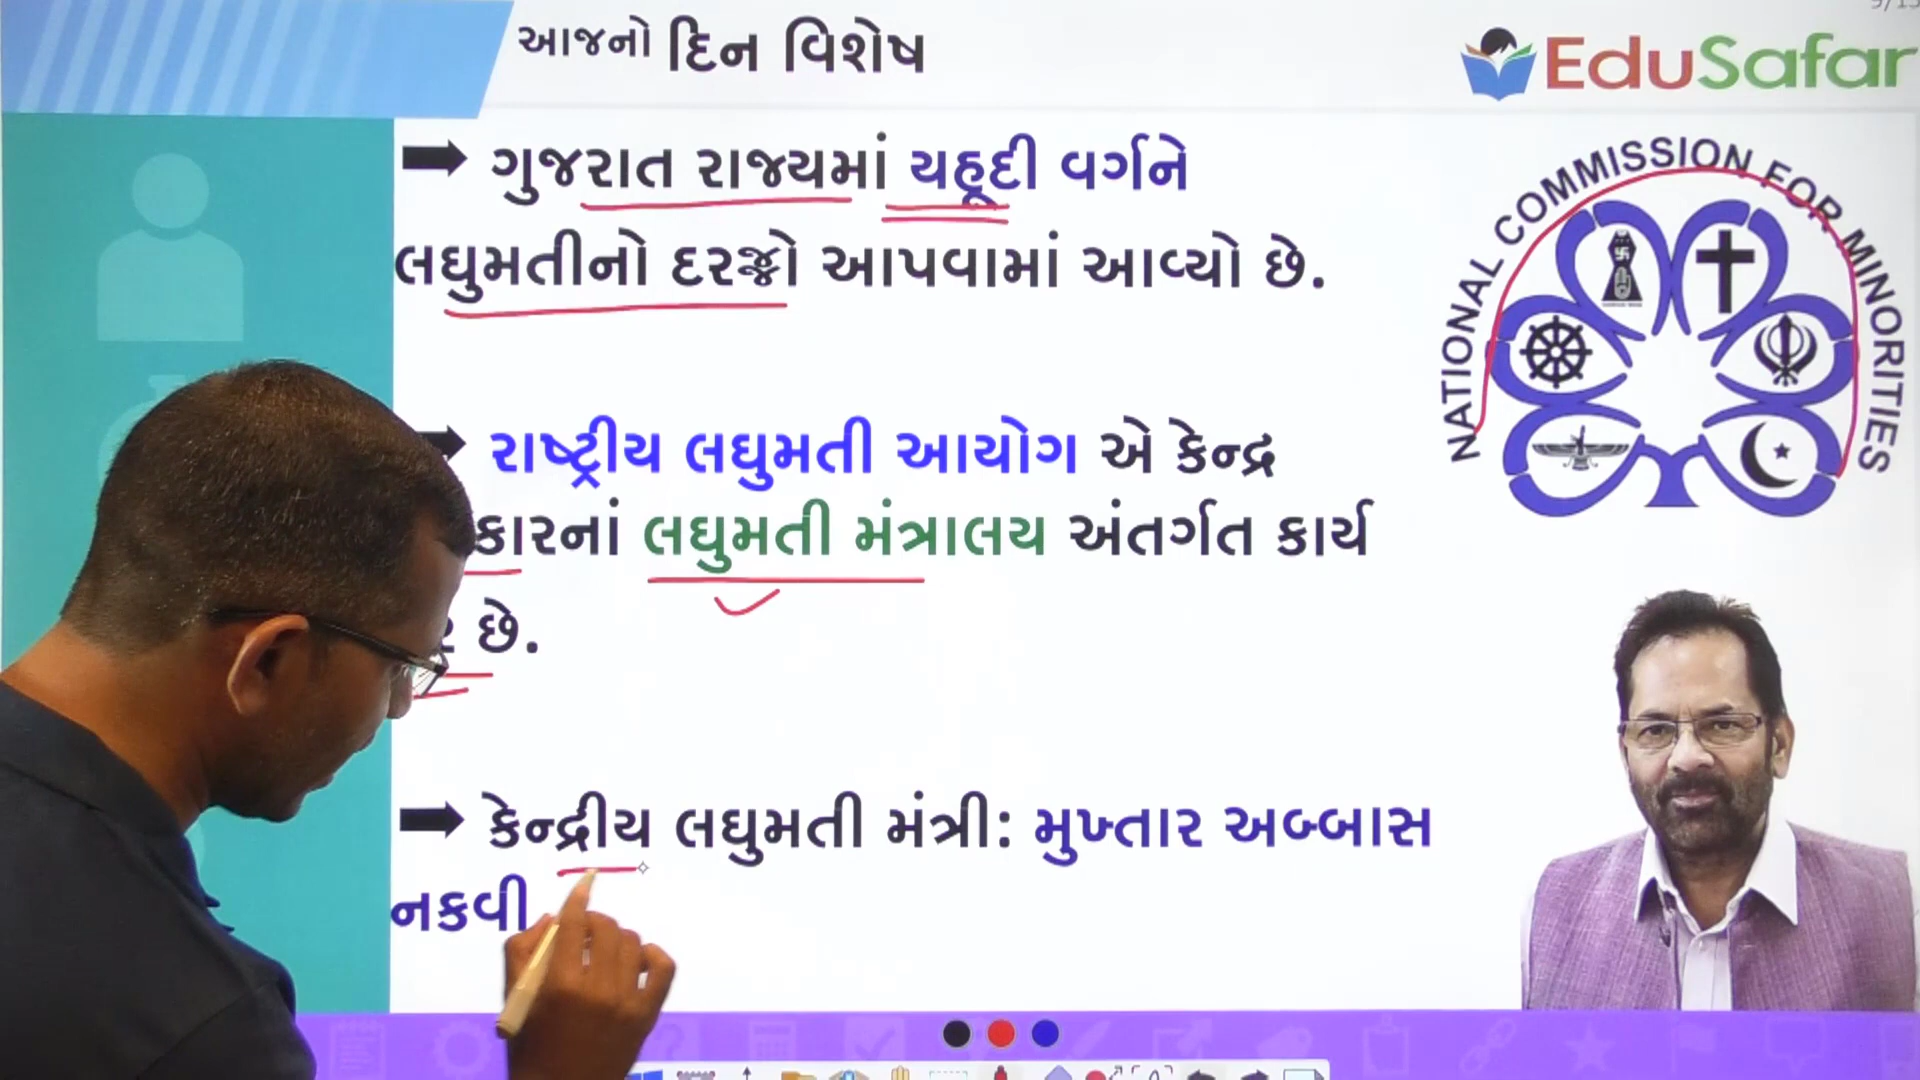 આજનો દિન વિશેષ
EduSafar
ગુજરાત રાજ્યમાં યહૂદી વર્ગને
લઘુમતીનો દરજ્જો આપવામાં આવ્યો છે.
NATIONAL COMMISSION FOR MINORITIES
રાષ્ટ્રીય લઘુમતી આયોગ એ કેન્દ્ર
કારનાં લઘુમતી મંત્રાલય અંતર્ગત કાર્ય
છે.
કેન્દ્રીય લઘુમતી મંત્રી: મુખ્તાર અબ્બાસ
નકવી